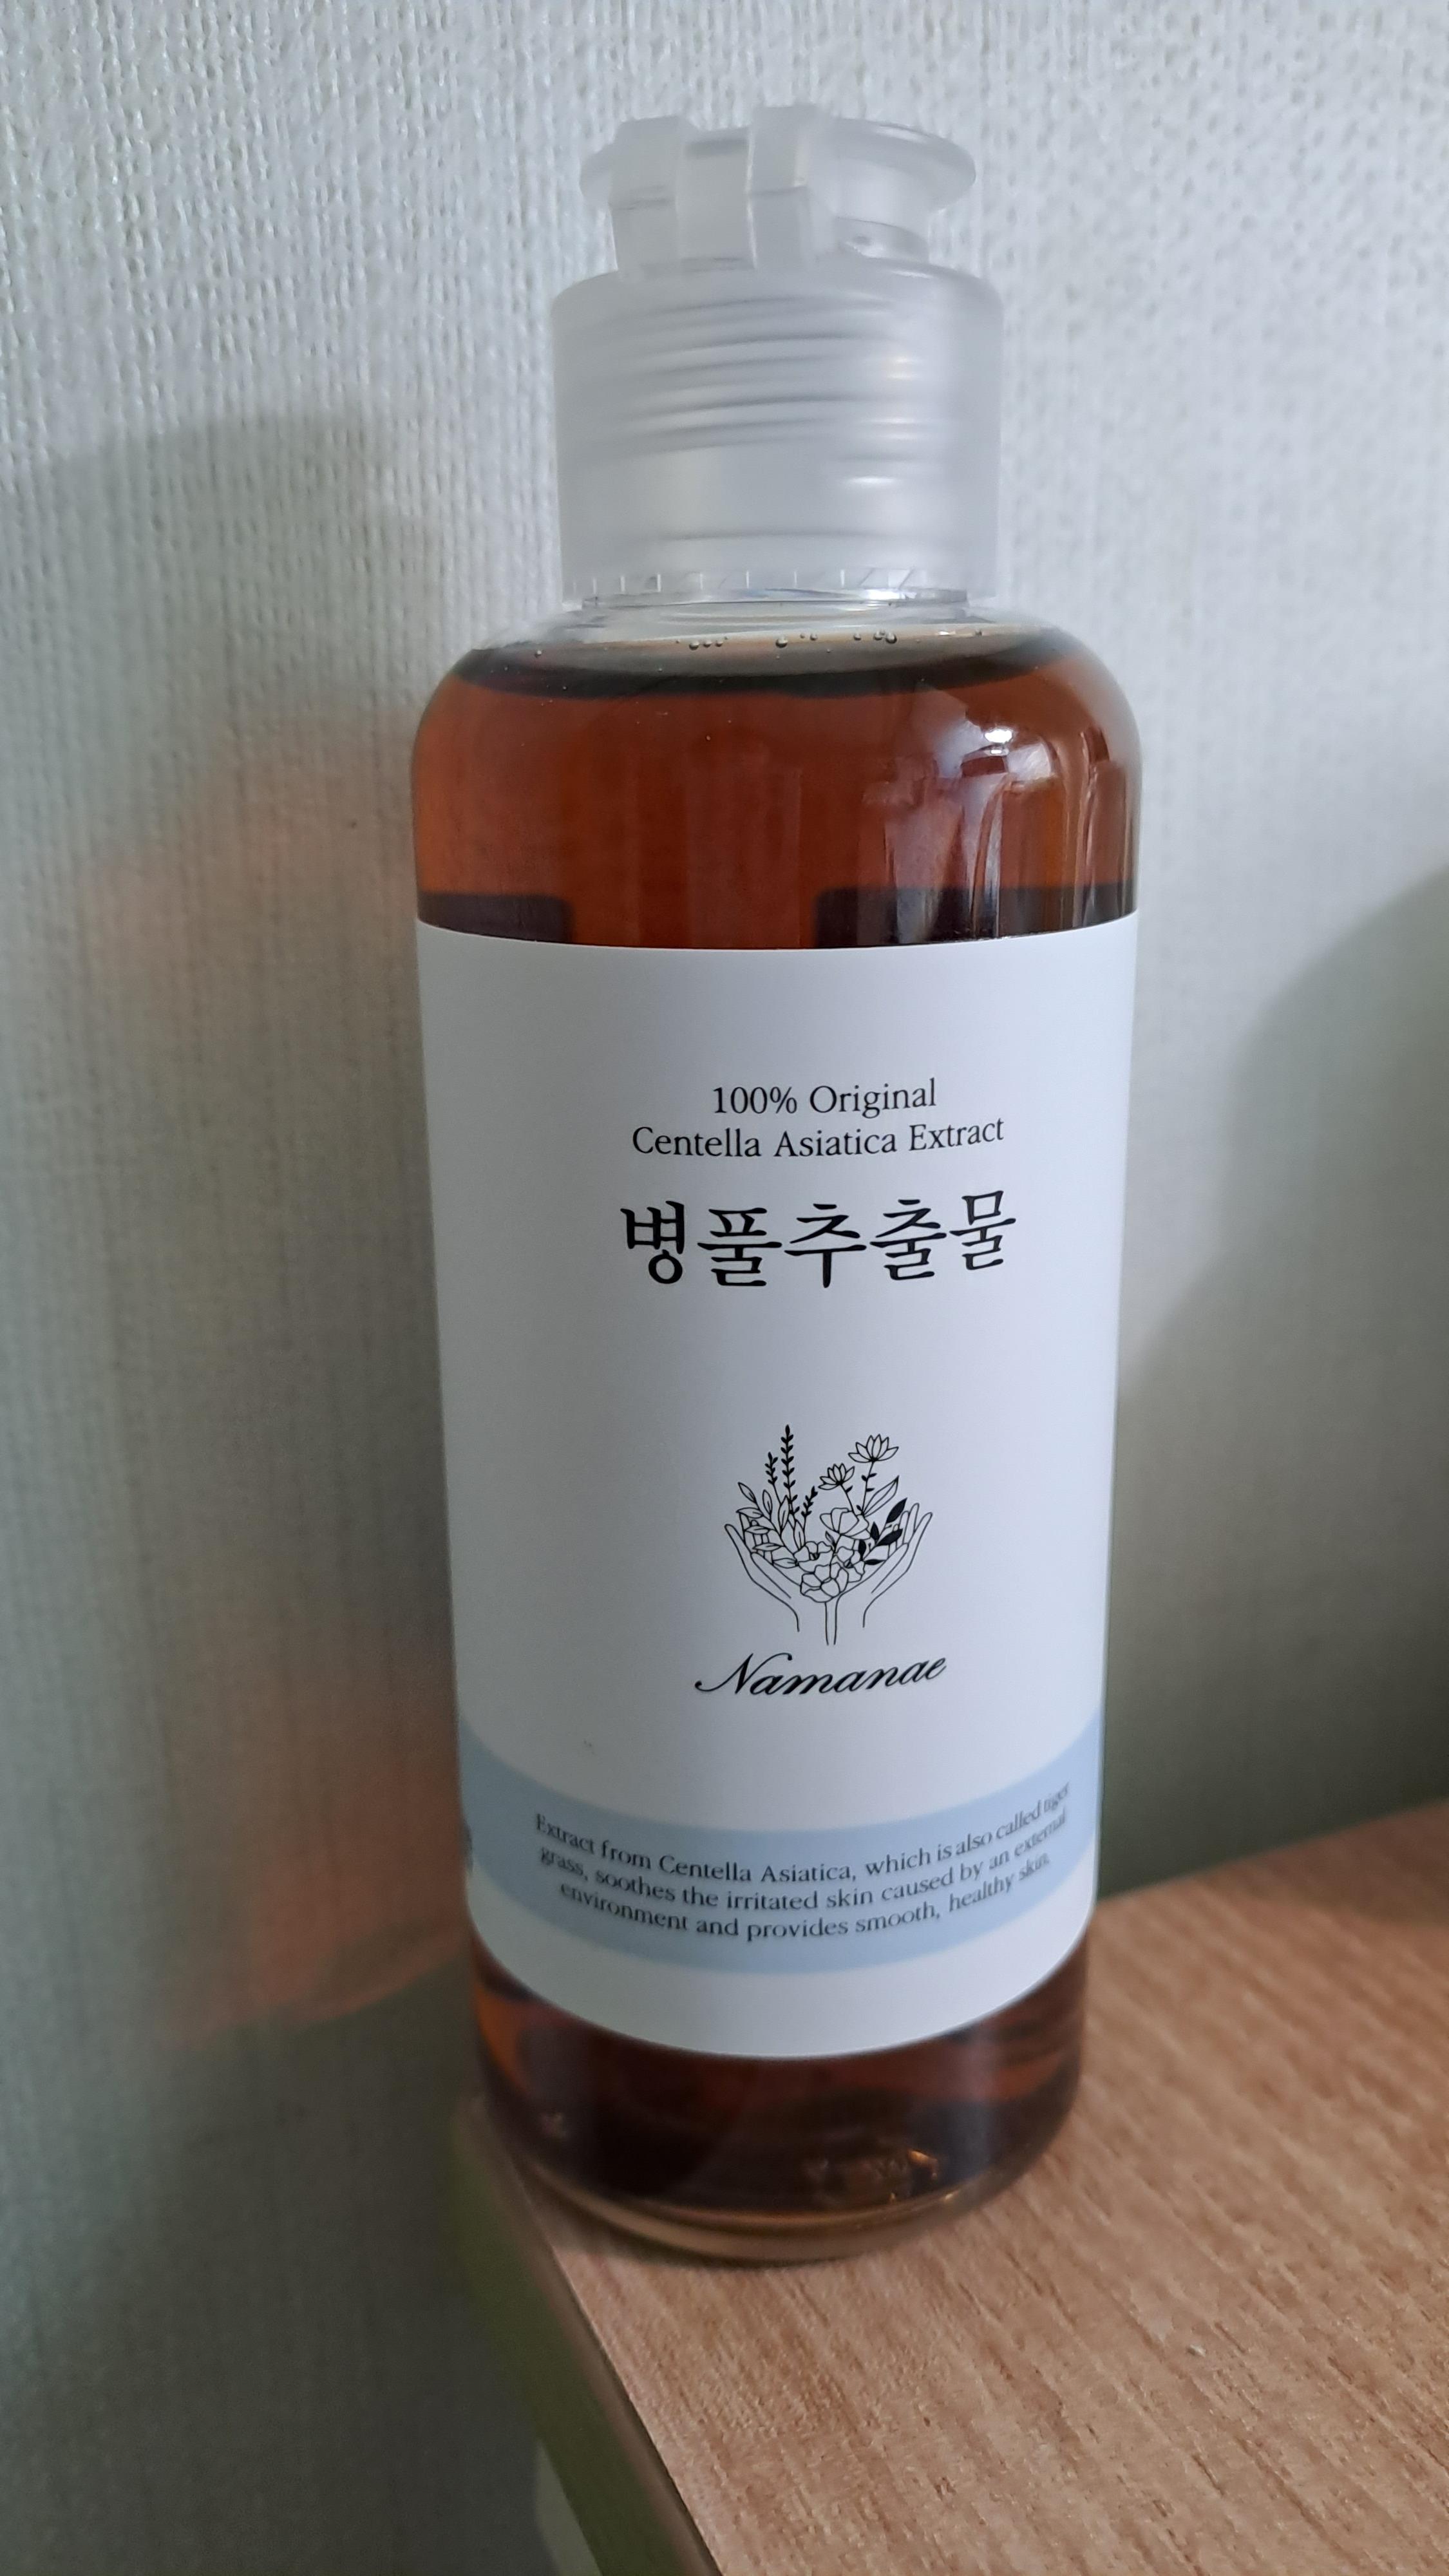 100% Original
Centella Asiatica Extract
병풀추출물
Namanae
Extract from Centella Asiatica, which is also called tiger
grass, soothes the irritated skin caused by an external
environment and provides smooth, healthy skin.